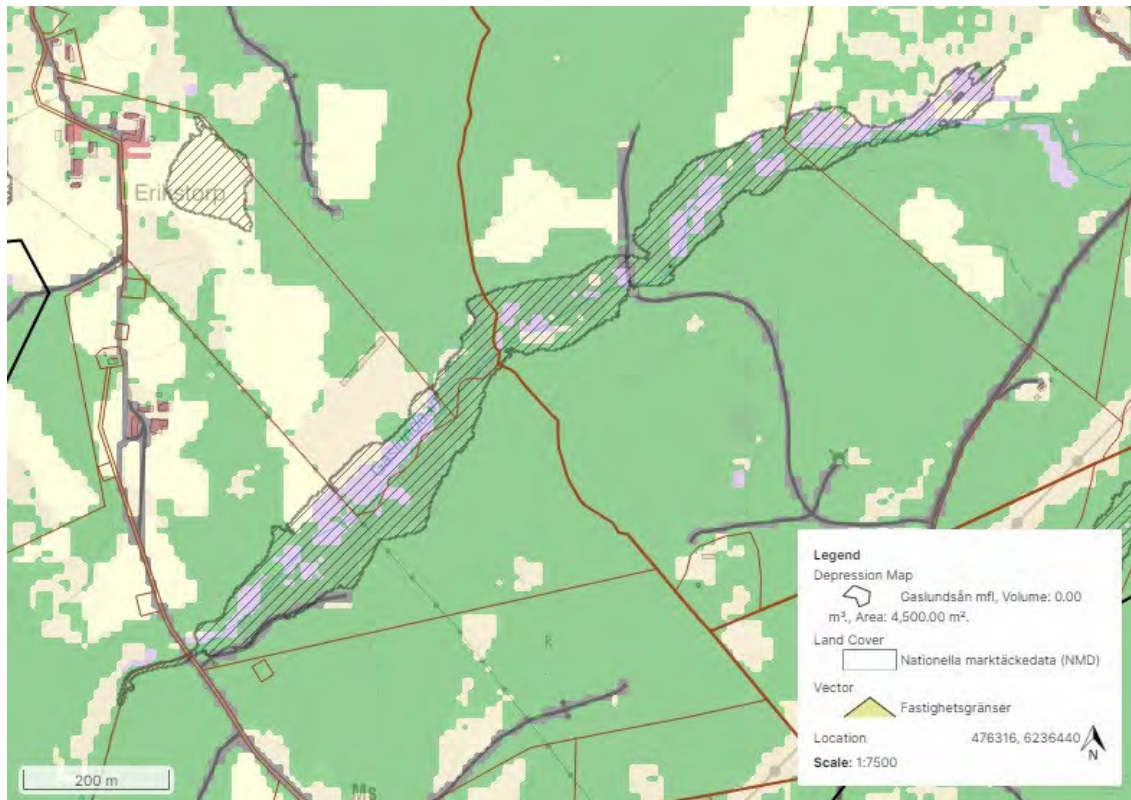 Erikstorp
200 m
Ms
R
Legend
Depression Map
Gaslundsån mfl, Volume: 0.00
m³., Area: 4,500.00 m².
Land Cover
Nationella marktäckedata (NMD)
Vector
Fastighetsgränser
Location 476316, 6236440
N
Scale: 1:7500